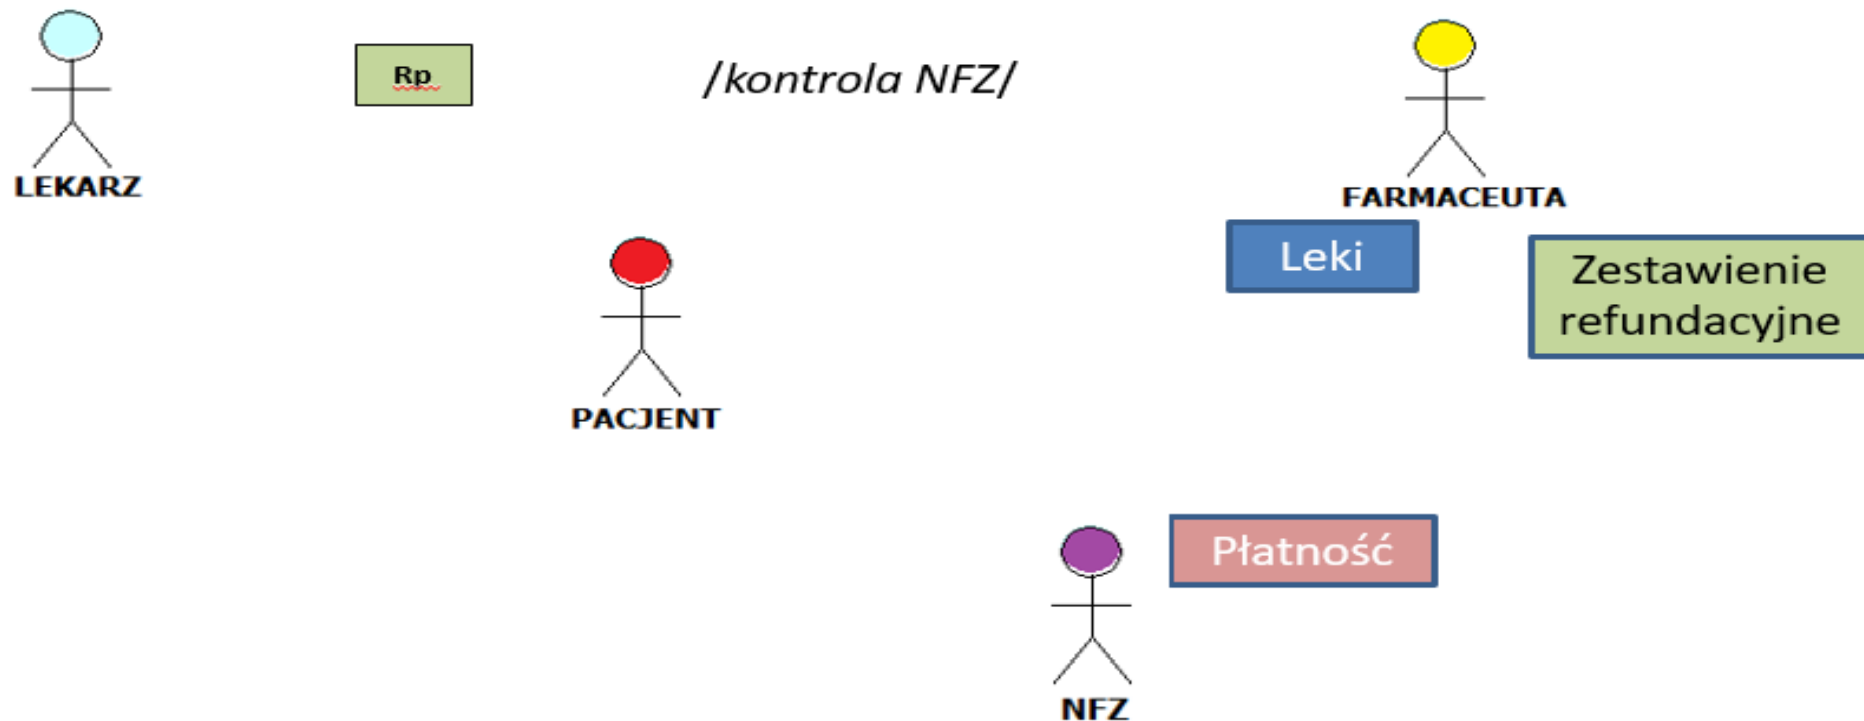 Rp
/kontrola NFZ/
LEKARZ
FARMACEUTA
Leki
Zestawienie
refundacyjne
PACJENT
Płatność
NFZ